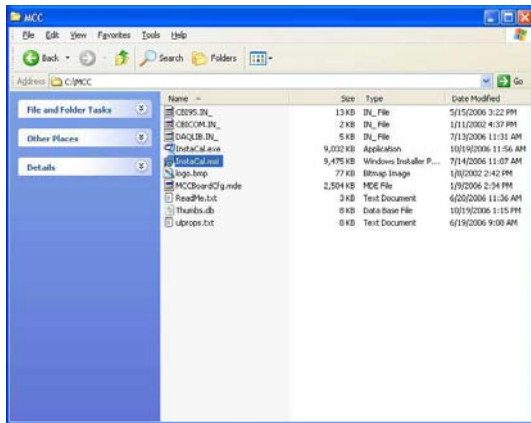 MCC
File Edit View Favorites Tools Help
Back Search Folders
Address C:\MCC Go
File and Folder Tasks
Other Places
Details
Name Size Type Date Modified
CBI95.IN_ 13 KB IN_ File 5/15/2006 3:22 PM
CBICOM.IN_ 2 KB IN_ File 1/11/2002 4:37 PM
DAQLIB.IN_ 5 KB IN_ File 7/13/2006 11:31 AM
InstaCal.exe 9,032 KB Application 10/19/2006 11:56 AM
InstaCal.msi 9,475 KB Windows Installer P... 7/14/2006 11:07 AM
logo.bmp 77 KB Bitmap Image 1/8/2002 2:42 PM
MCCBoardCfg.mde 2,504 KB MDE File 1/9/2006 2:34 PM
ReadMe.txt 3 KB Text Document 6/20/2006 11:36 AM
Thumbs.db 8 KB Data Base File 10/19/2006 1:15 PM
ulprops.txt 0 KB Text Document 6/19/2006 9:08 AM